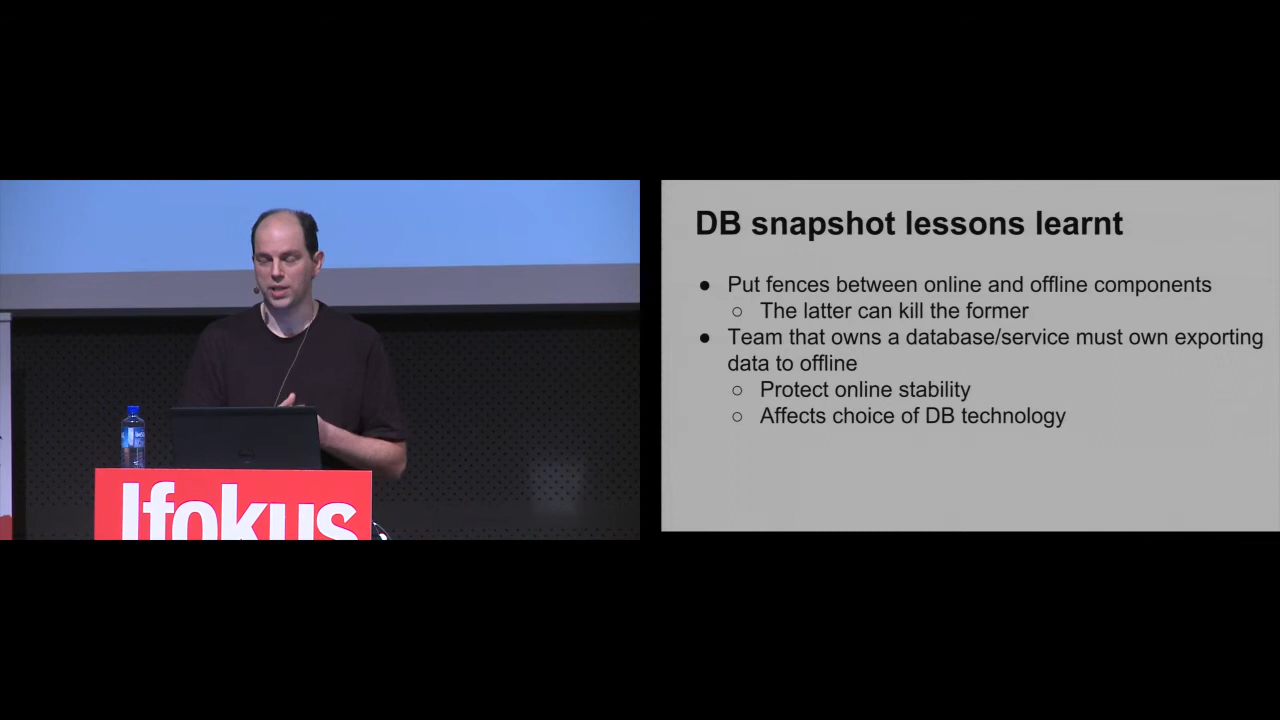 Jfokus
DB snapshot lessons learnt
● Put fences between online and offline components
○ The latter can kill the former
● Team that owns a database/service must own exporting
data to offline
○ Protect online stability
○ Affects choice of DB technology